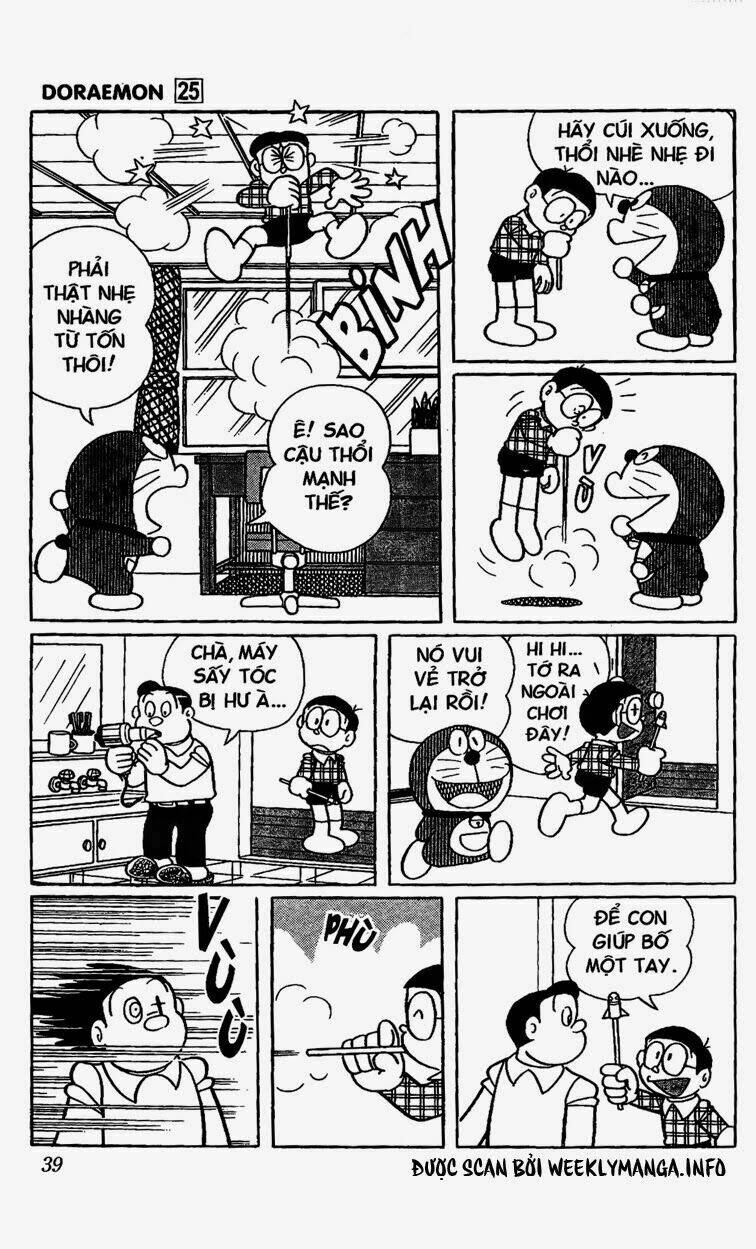 DORAEMON 25
HÃY CÚI XUỐNG,
THỔI NHÈ NHẸ ĐI
NÀO...
VÙ
BINH
Ê! SAO
CẬU THỔI
MẠNH
THẾ?
PHẢI
THẬT NHẸ
NHÀNG
TỪ TỐN
THÔI!
HI HI...
TỚ RA
NGOÀI
CHƠI
ĐÂY!
NÓ VUI
VẺ TRỞ
LẠI RỒI!
CHÀ, MÁY
SẤY TÓC
BỊ HƯ À...
ĐỂ CON
GIÚP BỐ
MỘT TAY.
PHÙ
VÙÙ
39
ĐƯỢC SCAN BỞI WEEKLYMANGA.INFO